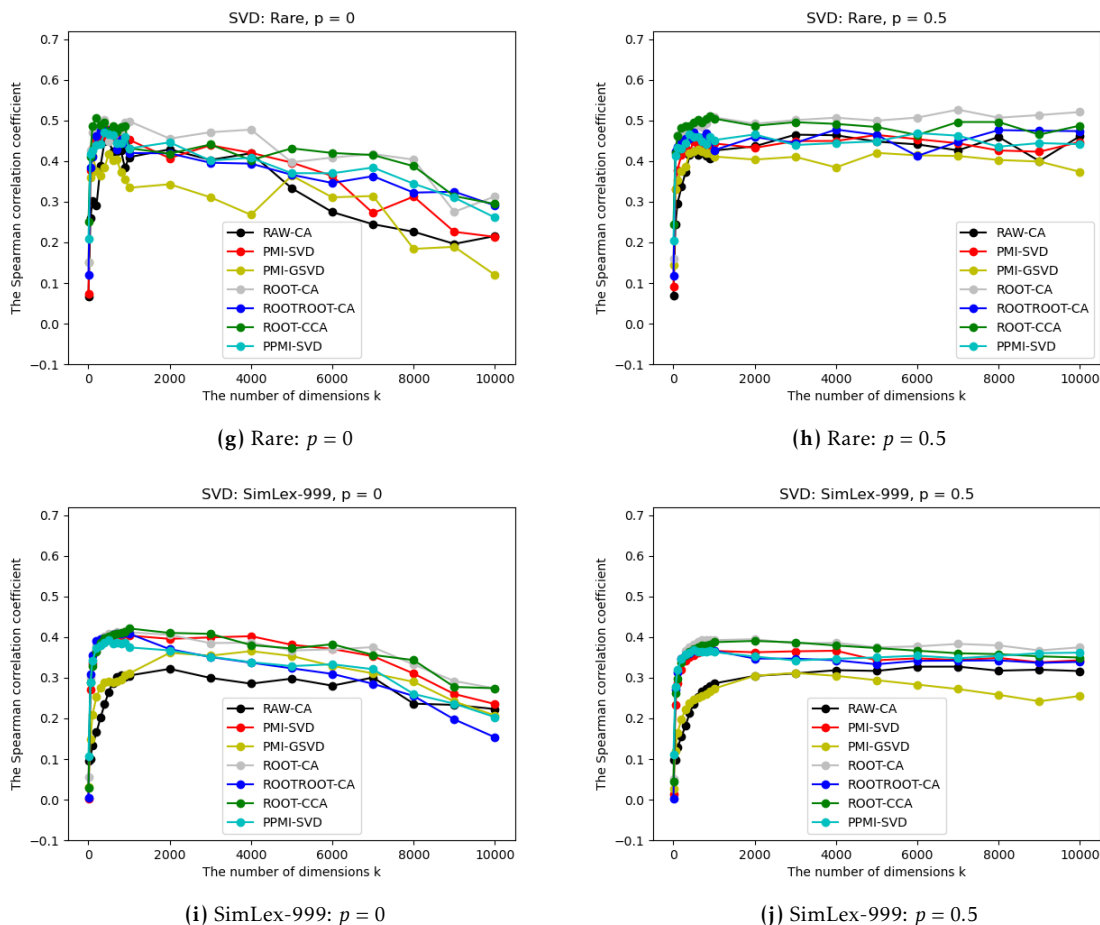 SVD: Rare, p = 0
The Spearman correlation coefficient
0.7
0.6
0.5
0.4
0.3
0.2
0.1
0.0
−0.1
RAW-CA
PMI-SVD
PMI-GSVD
ROOT-CA
ROOTROOT-CA
ROOT-CCA
PPMI-SVD
0 2000 4000 6000 8000 10000
The number of dimensions k
(g) Rare: p = 0
SVD: Rare, p = 0.5
The Spearman correlation coefficient
0.7
0.6
0.5
0.4
0.3
0.2
0.1
0.0
−0.1
RAW-CA
PMI-SVD
PMI-GSVD
ROOT-CA
ROOTROOT-CA
ROOT-CCA
PPMI-SVD
0 2000 4000 6000 8000 10000
The number of dimensions k
(h) Rare: p = 0.5
SVD: SimLex-999, p = 0
The Spearman correlation coefficient
0.7
0.6
0.5
0.4
0.3
0.2
0.1
0.0
−0.1
RAW-CA
PMI-SVD
PMI-GSVD
ROOT-CA
ROOTROOT-CA
ROOT-CCA
PPMI-SVD
0 2000 4000 6000 8000 10000
The number of dimensions k
(i) SimLex-999: p = 0
SVD: SimLex-999, p = 0.5
The Spearman correlation coefficient
0.7
0.6
0.5
0.4
0.3
0.2
0.1
0.0
−0.1
RAW-CA
PMI-SVD
PMI-GSVD
ROOT-CA
ROOTROOT-CA
ROOT-CCA
PPMI-SVD
0 2000 4000 6000 8000 10000
The number of dimensions k
(j) SimLex-999: p = 0.5